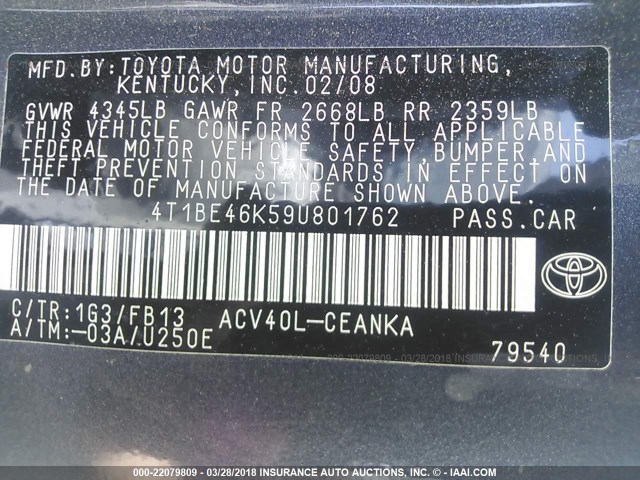 MFD.BY:TOYOTA MOTOR MANUFACTURING,
KENTUCKY,INC.02/08
GVWR 4345LB GAWR FR 2668LB RR 2359LB
THIS VEHICLE CONFORMS TO ALL APPLICABLE
FEDERAL MOTOR VEHICLE SAFETY,BUMPER,AND
THEFT PREVENTION STANDARDS IN EFFECT ON
THE DATE OF MANUFACTURE SHOWN ABOVE.
4T1BE46K59U801762 PASS.CAR
TOYOTA
C/TR:1G3/FB13 ACV40L-CEANKA
A/TM:-03A/U250E
79540
000-22079809 - 03/28/2018 - INSURANCE AUTO AUCTIONS INC. - © - IAAI.COM